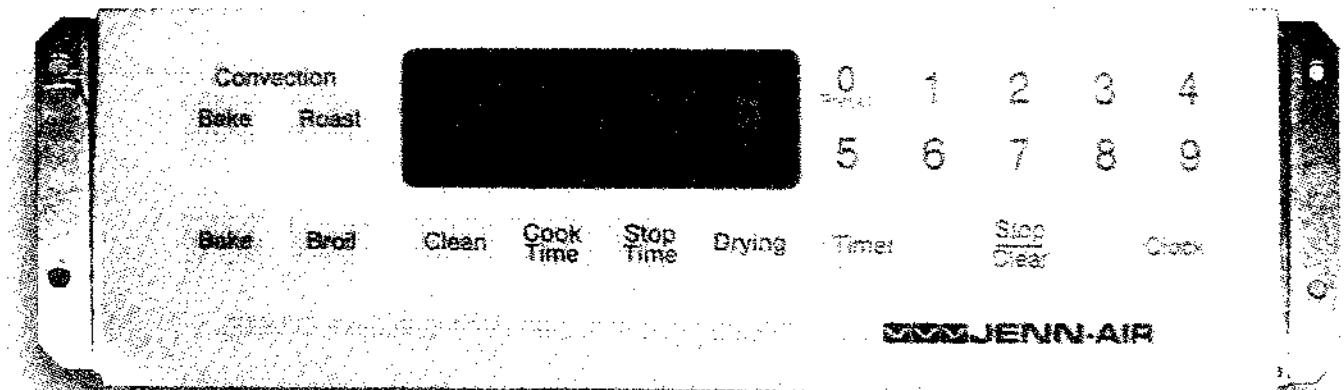 Convection
Bake Roast
0 1 2 3 4
5 6 7 8 9
Bake Broil Clean Cook Time Stop Time Drying Timer Stop Clear Clock
JENN-AIR